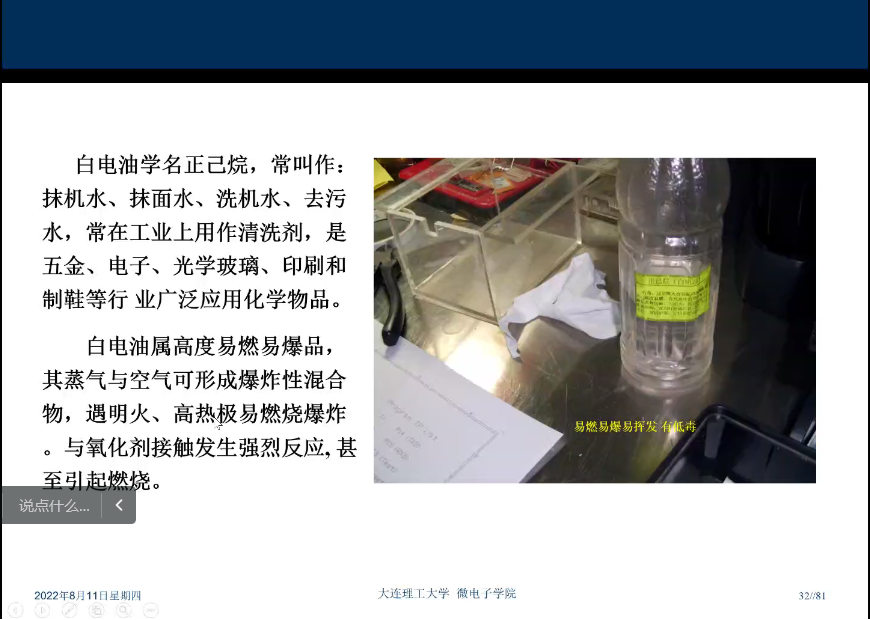 白电油学名正己烷，常叫作：
抹机水、抹面水、洗机水、去污
水，常在工业上用作清洗剂，是
五金、电子、光学玻璃、印刷和
制鞋等行 业广泛应用化学物品。
白电油属高度易燃易爆品，
其蒸气与空气可形成爆炸性混合
物，遇明火、高热极易燃烧爆炸
。与氧化剂接触发生强烈反应, 甚
至引起燃烧。
易燃易爆易挥发 有低毒
说点什么...
2022年8月11日星期四
大连理工大学 微电子学院
32//81